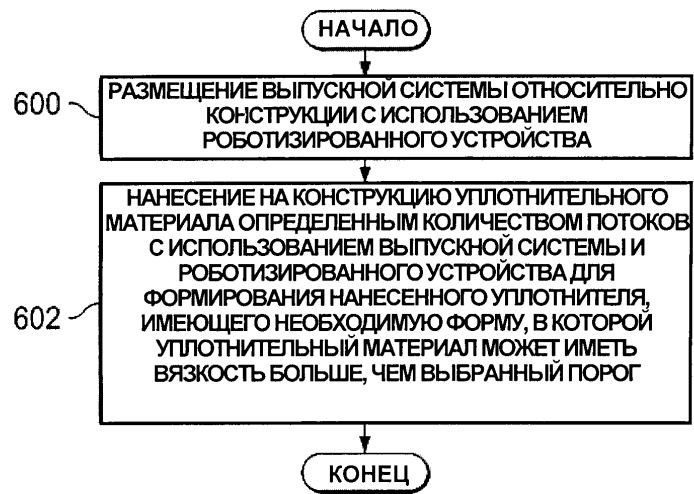 НАЧАЛО
600
РАЗМЕЩЕНИЕ ВЫПУСКНОЙ СИСТЕМЫ ОТНОСИТЕЛЬНО
КОНСТРУКЦИИ С ИСПОЛЬЗОВАНИЕМ
РОБОТИЗИРОВАННОГО УСТРОЙСТВА
602
НАНЕСЕНИЕ НА КОНСТРУКЦИЮ УПЛОТНИТЕЛЬНОГО
МАТЕРИАЛА ОПРЕДЕЛЕННЫМ КОЛИЧЕСТВОМ ПОТОКОВ
С ИСПОЛЬЗОВАНИЕМ ВЫПУСКНОЙ СИСТЕМЫ И
РОБОТИЗИРОВАННОГО УСТРОЙСТВА ДЛЯ
ФОРМИРОВАНИЯ НАНЕСЕННОГО УПЛОТНИТЕЛЯ,
ИМЕЮЩЕГО НЕОБХОДИМУЮ ФОРМУ, В КОТОРОЙ
УПЛОТНИТЕЛЬНЫЙ МАТЕРИАЛ МОЖЕТ ИМЕТЬ
ВЯЗКОСТЬ БОЛЬШЕ, ЧЕМ ВЫБРАННЫЙ ПОРОГ
КОНЕЦ